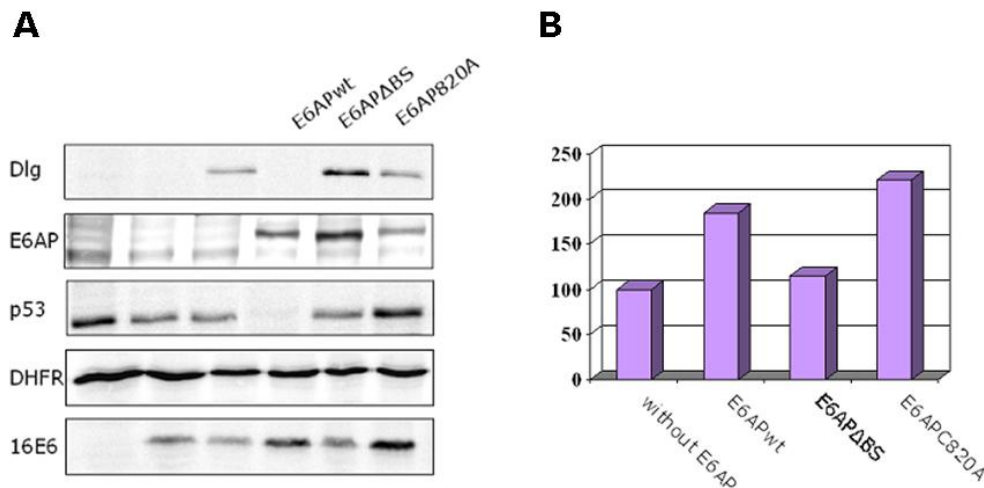 A
B
E6APwt
E6APΔBS
E6AP820A
Dlg
E6AP
p53
DHFR
16E6
250
200
150
100
50
0
without E6AP
E6APwt
E6APΔBS
E6APC820A